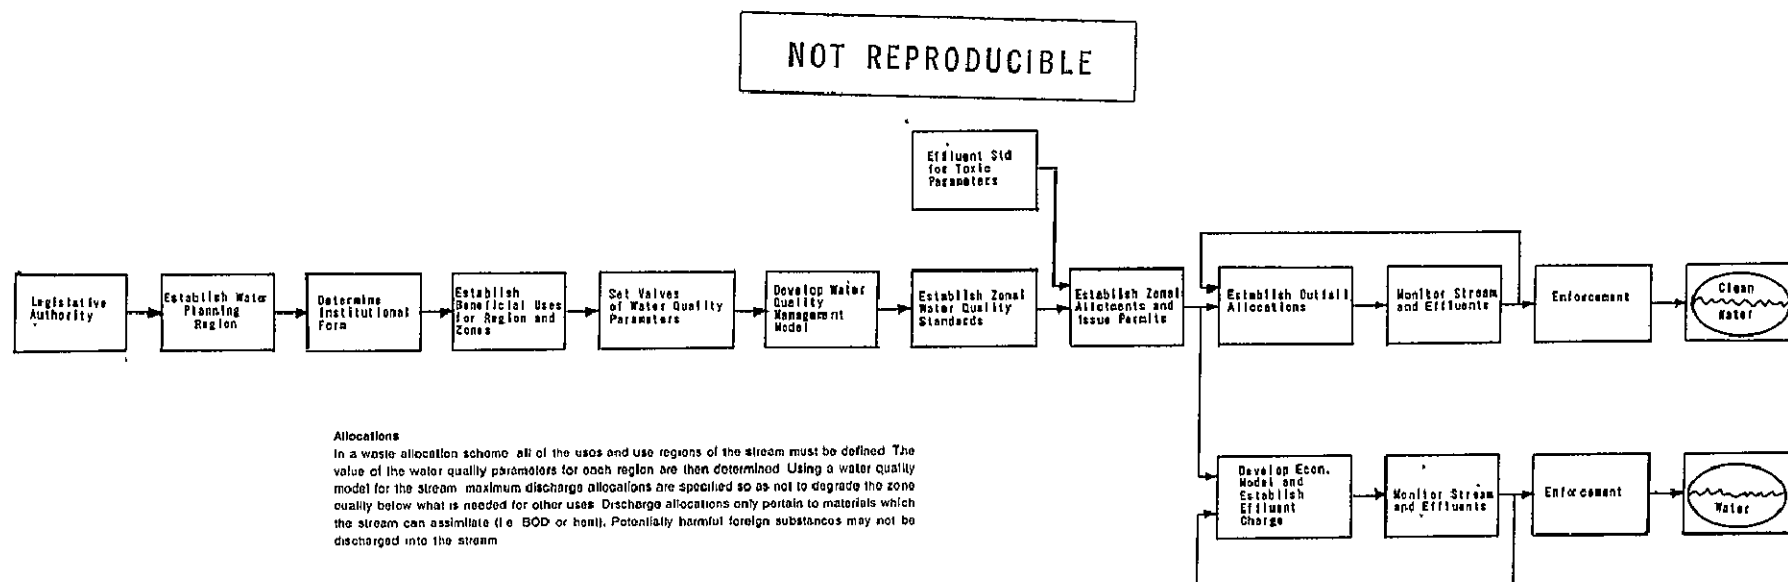 NOT REPRODUCIBLE
Effluent Std
for Toxic
Parameters
Legislative
Authority
Establish Water
Planning
Region
Determine
Institutional
Form
Establish
Beneficial Uses
for Region and
Zones
Set Valves
of Water Quality
Parameters
Develop Water
Quality
Management
Model
Establish Zonal
Water Quality
Standards
Establish Zonal
Allotments and
Issue Permits
Establish Outfall
Allocations
Monitor Stream
and Effluents
Enforcement
Clean
Water
Allocations
In a waste allocation scheme all of the uses and use regions of the stream must be defined The
value of the water quality parameters for each region are then determined Using a water quality
model for the stream maximum discharge allocations are specified so as not to degrade the zone
quality below what is needed for other uses Discharge allocations only pertain to materials which
the stream can assimilate (i e BOD or heat). Potentially harmful foreign substances may not be
discharged into the stream
Develop Econ.
Model and
Establish
Effluent
Charge
Monitor Stream
and Effluents
Enforcement
Water